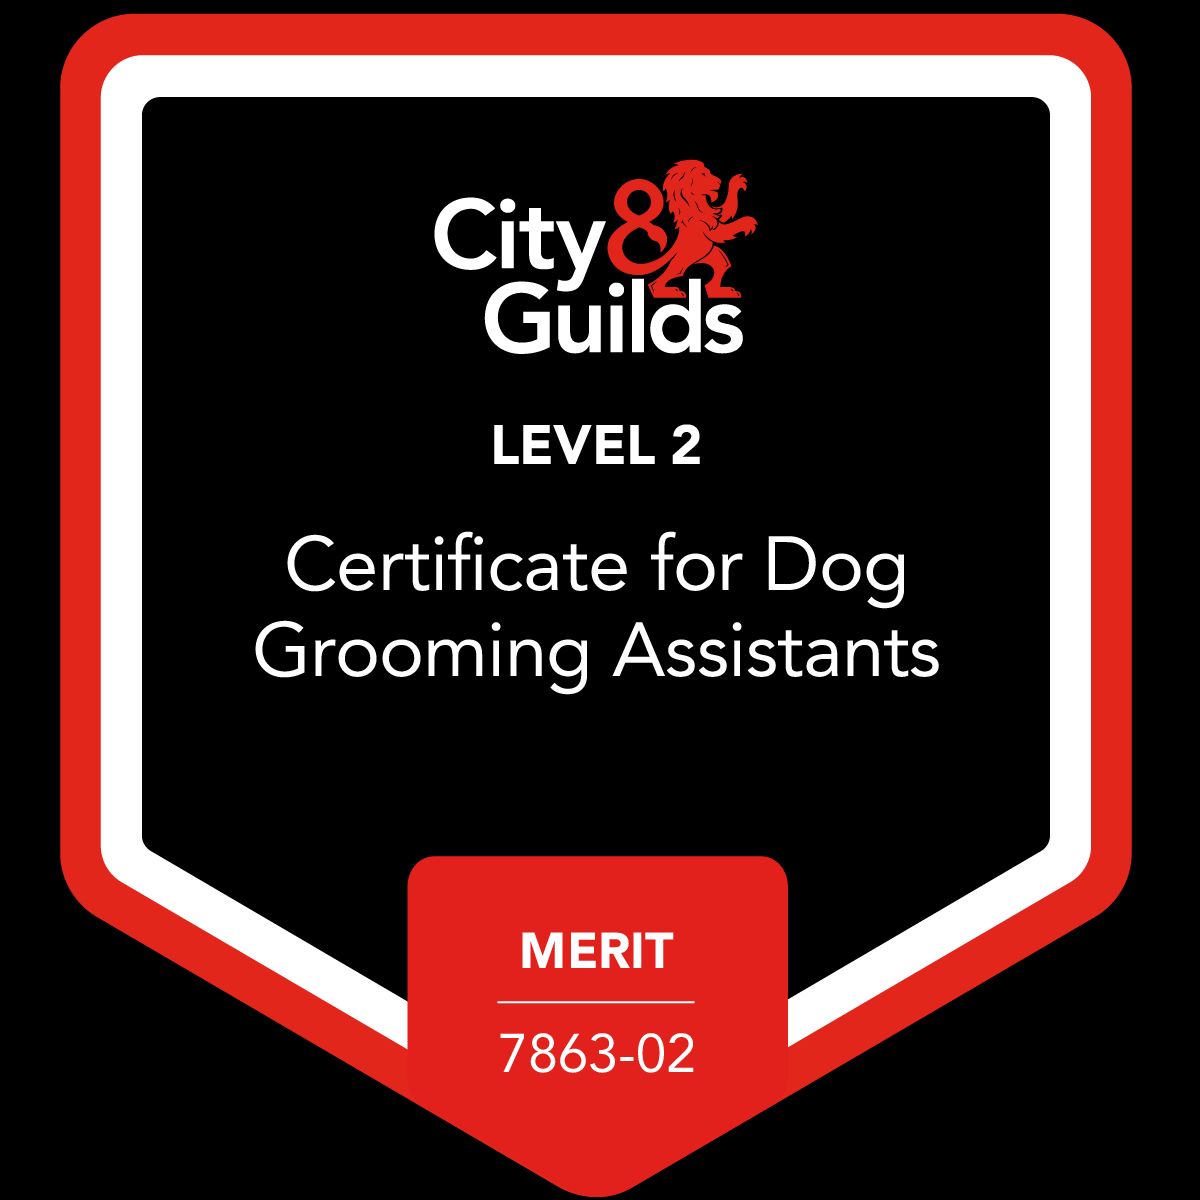 City &
Guilds
LEVEL 2
Certificate for Dog
Grooming Assistants
MERIT
7863-02